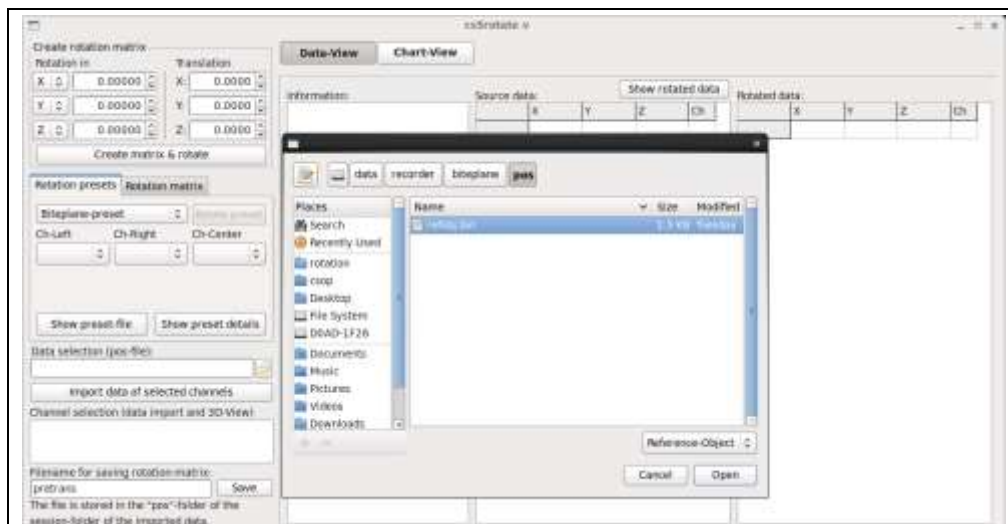 Create rotation matrix
Rotation in
Translation
X
0.00000
X:
0.0000
Y
0.00000
Y:
0.0000
Z
0.00000
Z:
0.0000
Create matrix & rotate
Rotation presets
Rotation matrix
Biteplane-preset
Ch-Left
Ch-Right
Ch-Center
Show preset file
Show preset details
Data selection (pos-file)
Import data of selected channels
Channel selection (data import and 3D-View)
Filename for saving rotation matrix:
pretrans
Save
The file is stored in the "pos"-folder of the
session-folder of the imported data.
Data-View
Chart-View
Information:
Source data:
Show rotated data
X
Y
Z
Ch
Rotated data:
X
Y
Z
Ch
data
recorder
biteplane
pos
Places
Search
Recently Used
rotation
coop
Desktop
File System
D0AD-1F26
Documents
Music
Pictures
Videos
Downloads
Name
Size
Modified
Reference-Object
Cancel
Open